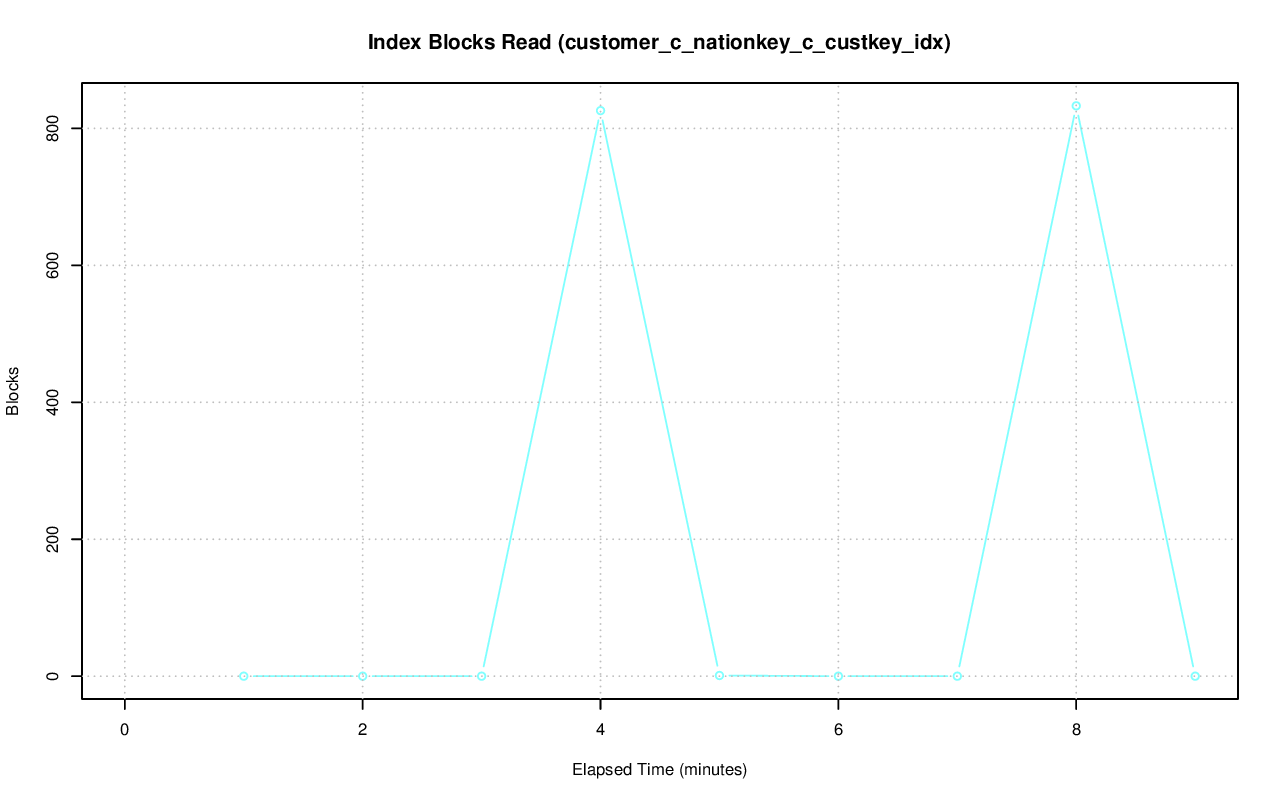 Index Blocks Read (customer_c_nationkey_c_custkey_idx)
800
600
400
200
0
Blocks
0 2 4 6 8
Elapsed Time (minutes)